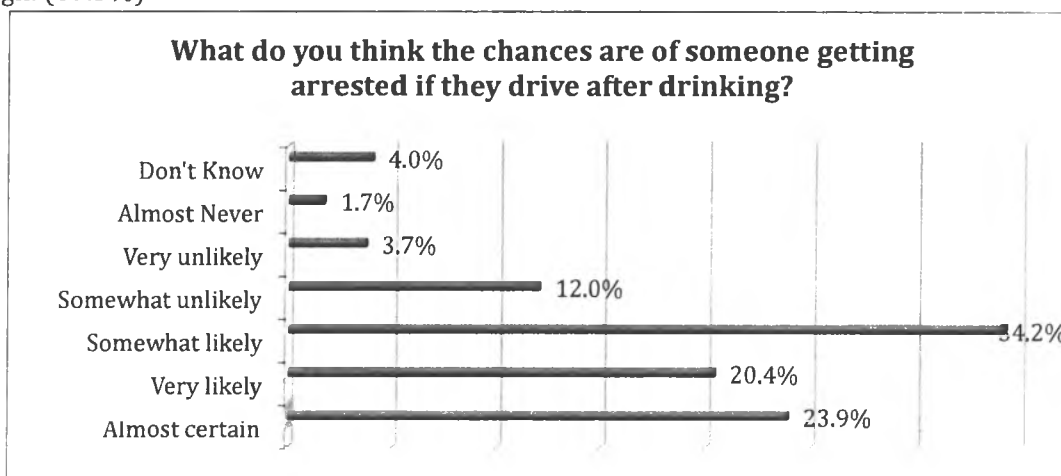 What do you think the chances are of someone getting
arrested if they drive after drinking?
Don't Know 4.0%
Almost Never 1.7%
Very unlikely 3.7%
Somewhat unlikely 12.0%
Somewhat likely 34.2%
Very likely 20.4%
Almost certain 23.9%